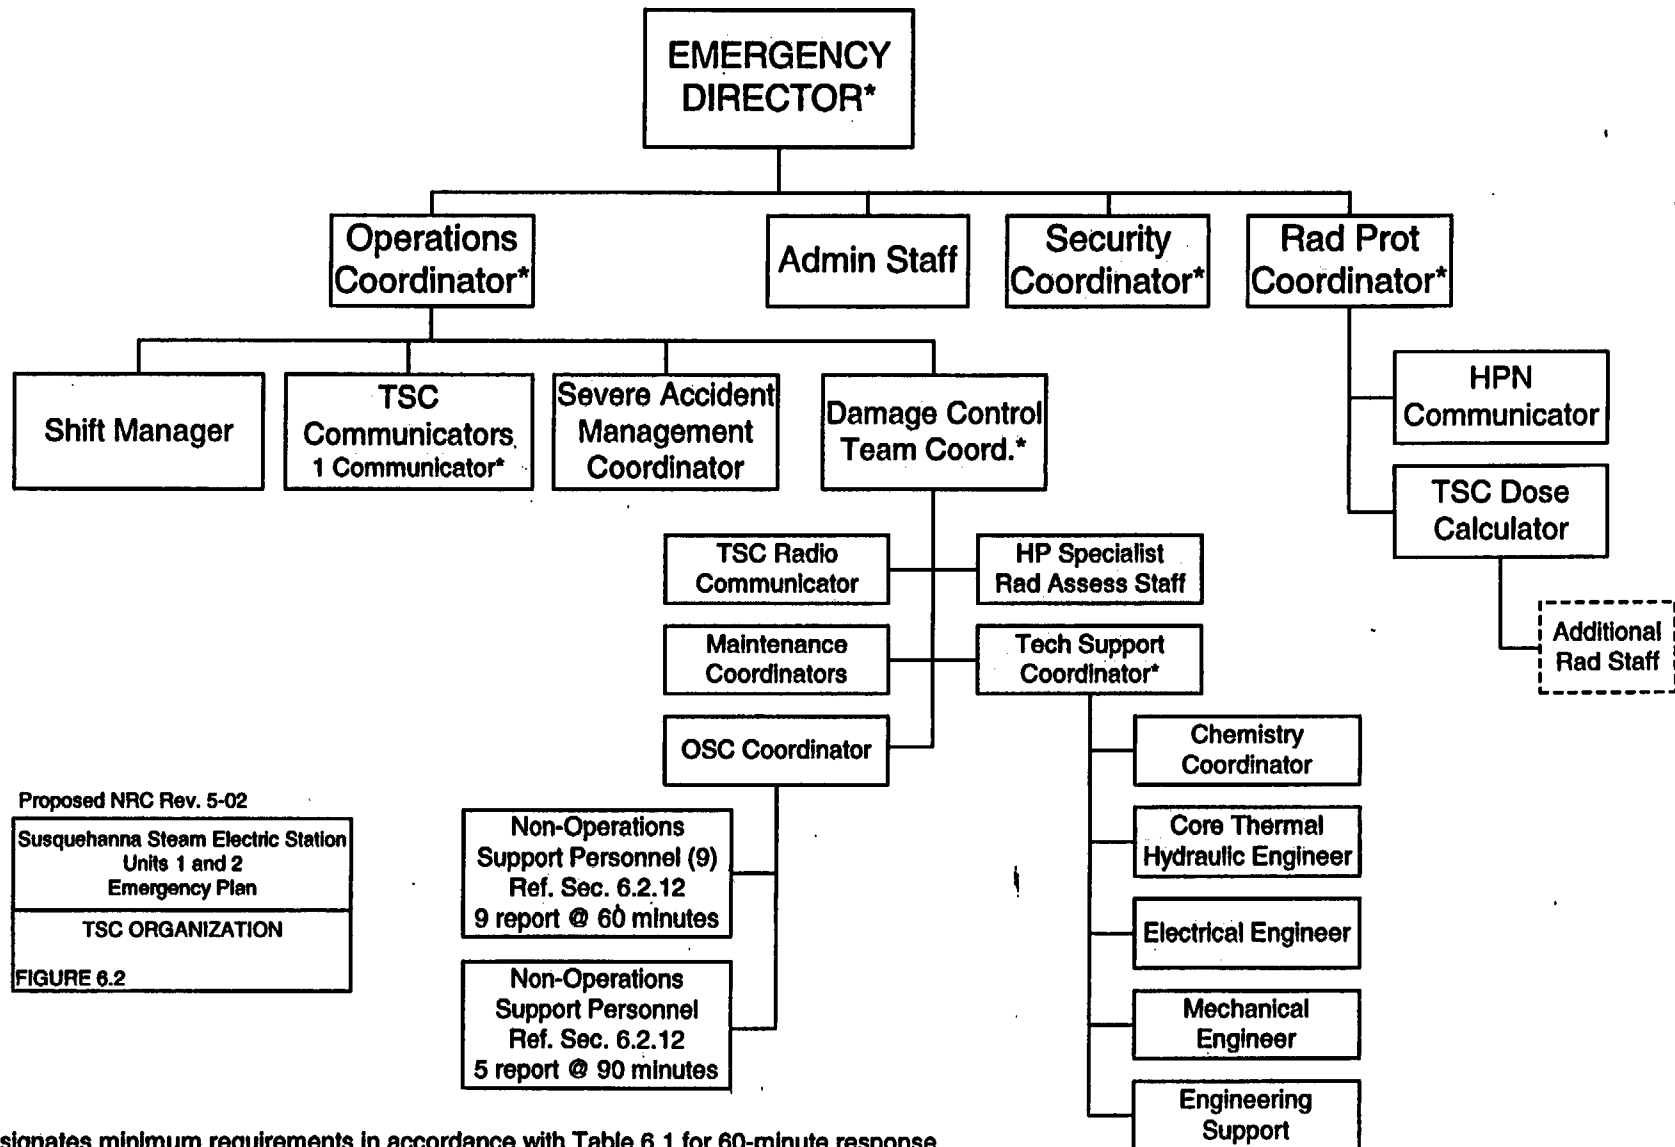 EMERGENCY
DIRECTOR*
Operations
Coordinator*
Admin Staff
Security
Coordinator*
Rad Prot
Coordinator*
Shift Manager
TSC
Communicators
1 Communicator*
Severe Accident
Management
Coordinator
Damage Control
Team Coord.*
HPN
Communicator
TSC Dose
Calculator
Additional
Rad Staff
TSC Radio
Communicator
HP Specialist
Rad Assess Staff
Maintenance
Coordinators
Tech Support
Coordinator*
OSC Coordinator
Chemistry
Coordinator
Core Thermal
Hydraulic Engineer
Electrical Engineer
Mechanical
Engineer
Engineering
Support
Non-Operations
Support Personnel (9)
Ref. Sec. 6.2.12
9 report @ 60 minutes
Non-Operations
Support Personnel
Ref. Sec. 6.2.12
5 report @ 90 minutes
Proposed NRC Rev. 5-02
Susquehanna Steam Electric Station
Units 1 and 2
Emergency Plan
TSC ORGANIZATION
FIGURE 6.2
signates minimum requirements in accordance with Table 6.1 for 60-minute response